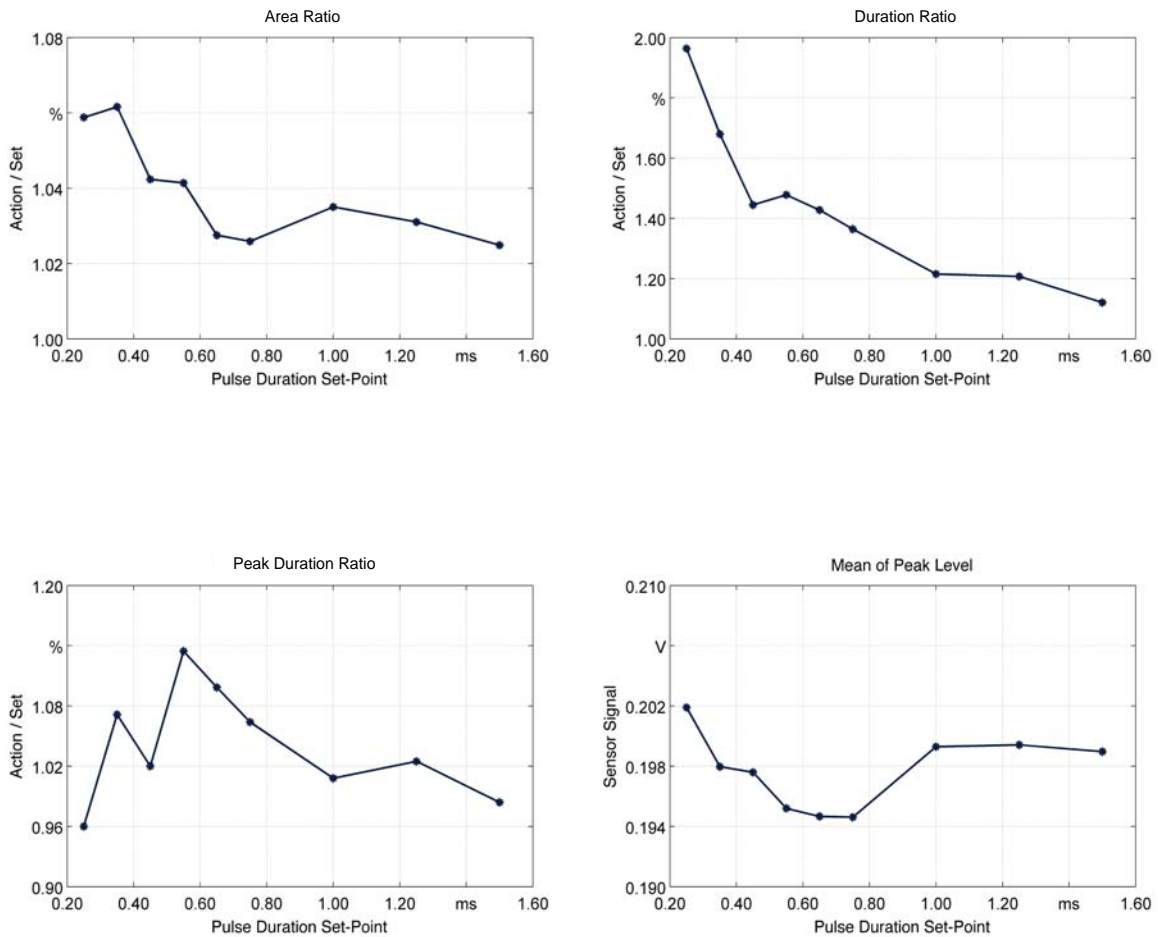 Area Ratio
1.08
%
1.04
1.02
1.00
Action / Set
0.20 0.40 0.60 0.80 1.00 1.20 ms 1.60
Pulse Duration Set-Point
Duration Ratio
2.00
%
1.60
1.40
1.20
1.00
Action / Set
0.20 0.40 0.60 0.80 1.00 1.20 ms 1.60
Pulse Duration Set-Point
Peak Duration Ratio
1.20
%
1.08
1.02
0.96
0.90
Action / Set
0.20 0.40 0.60 0.80 1.00 1.20 ms 1.60
Pulse Duration Set-Point
Mean of Peak Level
0.210
V
0.202
0.198
0.194
0.190
Sensor Signal
0.20 0.40 0.60 0.80 1.00 1.20 ms 1.60
Pulse Duration Set-Point